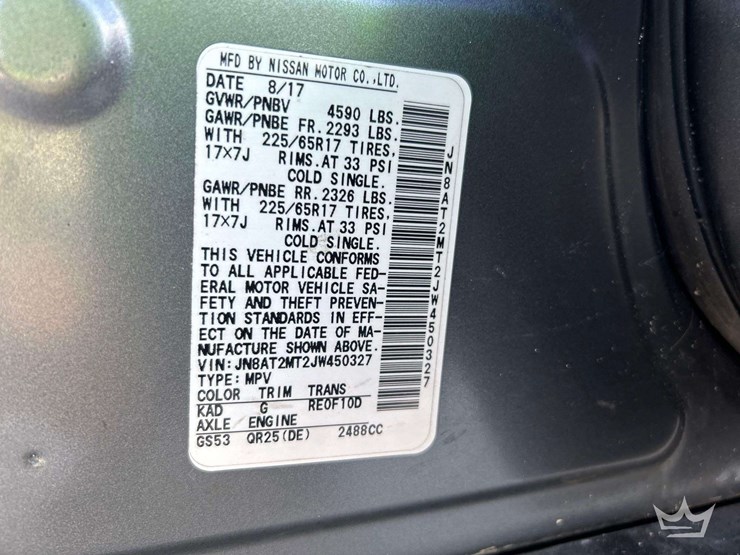 MFD BY NISSAN MOTOR CO.,LTD.
DATE 8/17
GVWR/PNBV 4590 LBS.
GAWR/PNBE FR. 2293 LBS.
WITH 225/65R17 TIRES,
17×7J RIMS. AT 33 PSI
COLD SINGLE.
GAWR/PNBE RR. 2326 LBS.
WITH 225/65R17 TIRES,
17×7J RIMS. AT 33 PSI
COLD SINGLE.
THIS VEHICLE CONFORMS
TO ALL APPLICABLE FED-
ERAL MOTOR VEHICLE SA-
FETY AND THEFT PREVEN-
TION STANDARDS IN EFF-
ECT ON THE DATE OF MA-
NUFACTURE SHOWN ABOVE.
VIN: JN8AT2MT2JW450327
TYPE: MPV
COLOR TRIM TRANS
KAD G RE0F10D
AXLE ENGINE
GS53 QR25(DE) 2488CC
JN8AT2MT2JW450327